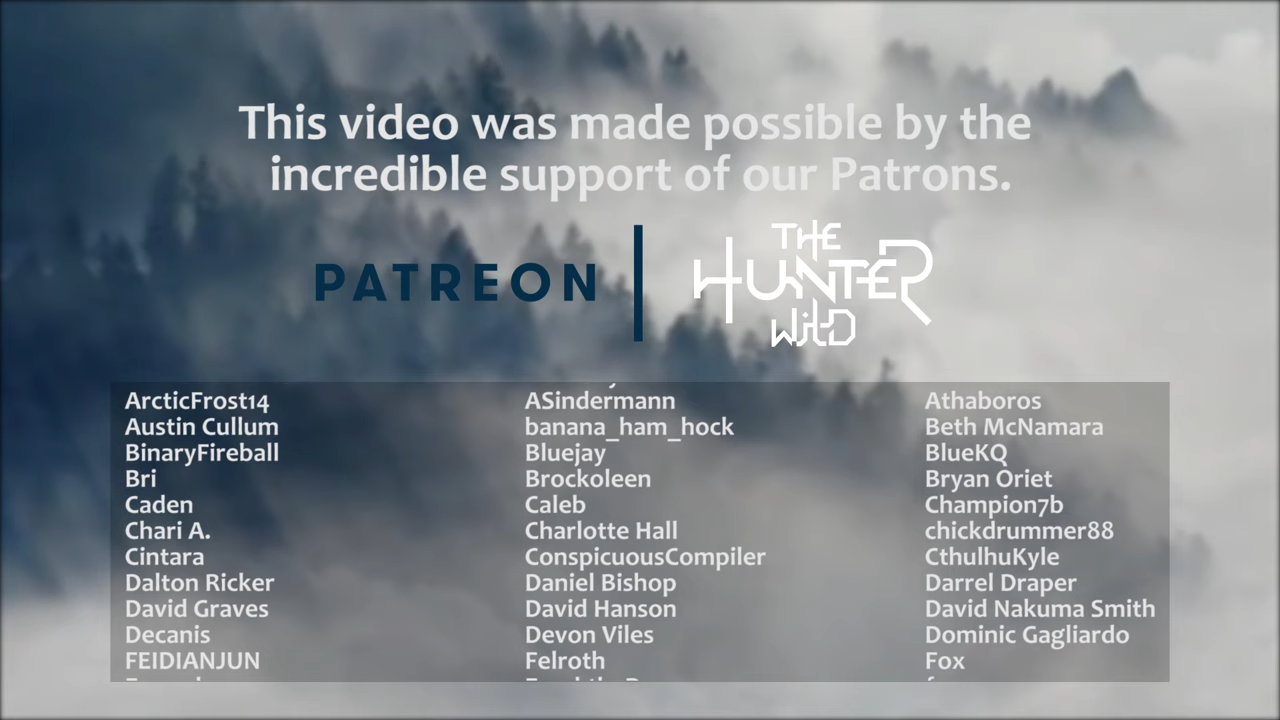 This video was made possible by the
incredible support of our Patrons.
PATREON
THE
HUNTER
WILD
ArcticFrost14 ASindermann Athaboros
Austin Cullum banana_ham_hock Beth McNamara
BinaryFireball Bluejay BlueKQ
Bri Brockoleen Bryan Oriet
Caden Caleb Champion7b
Chari A. Charlotte Hall chickdrummer88
Cintara ConspicuousCompiler CthulhuKyle
Dalton Ricker Daniel Bishop Darrel Draper
David Graves David Hanson David Nakuma Smith
Decanis Devon Viles Dominic Gagliardo
FEIDIANJUN Felroth Fox